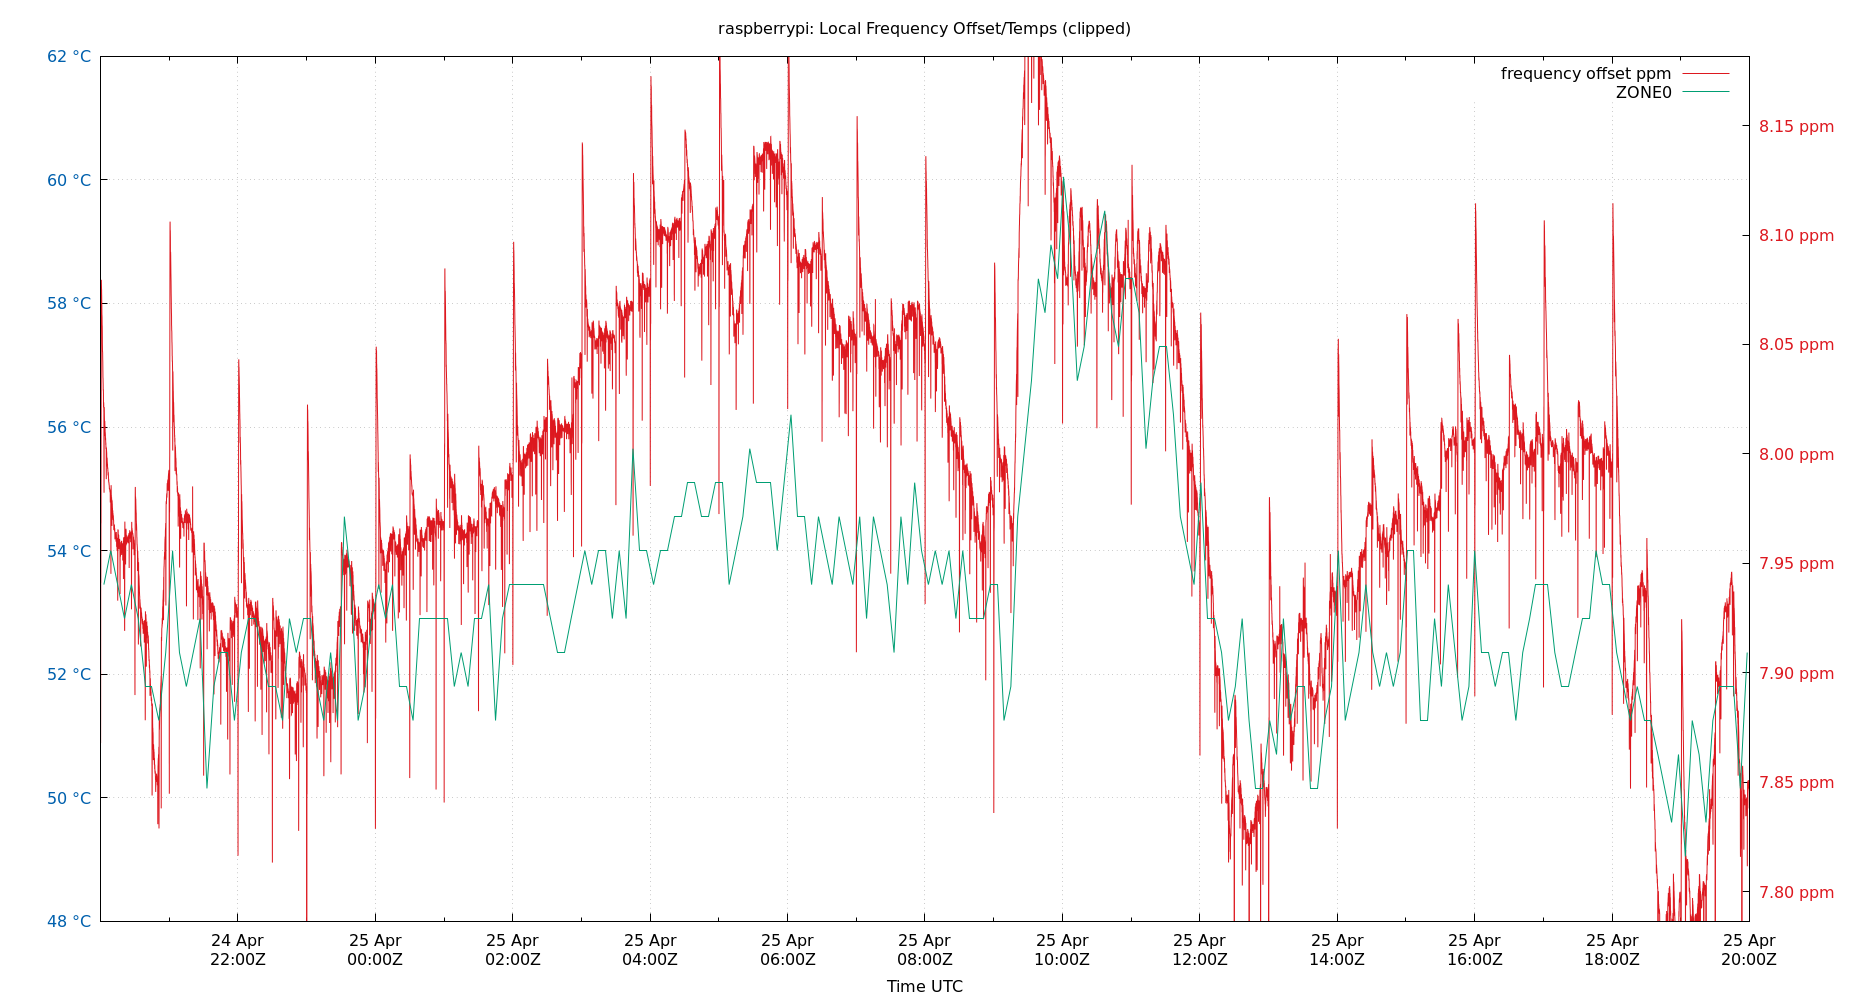 raspberrypi: Local Frequency Offset/Temps (clipped)
frequency offset ppm
ZONE0
62 °C
60 °C
58 °C
56 °C
54 °C
52 °C
50 °C
48 °C
8.15 ppm
8.10 ppm
8.05 ppm
8.00 ppm
7.95 ppm
7.90 ppm
7.85 ppm
7.80 ppm
24 Apr 25 Apr 25 Apr 25 Apr 25 Apr 25 Apr 25 Apr 25 Apr 25 Apr 25 Apr 25 Apr 25 Apr
22:00Z 00:00Z 02:00Z 04:00Z 06:00Z 08:00Z 10:00Z 12:00Z 14:00Z 16:00Z 18:00Z 20:00Z
Time UTC